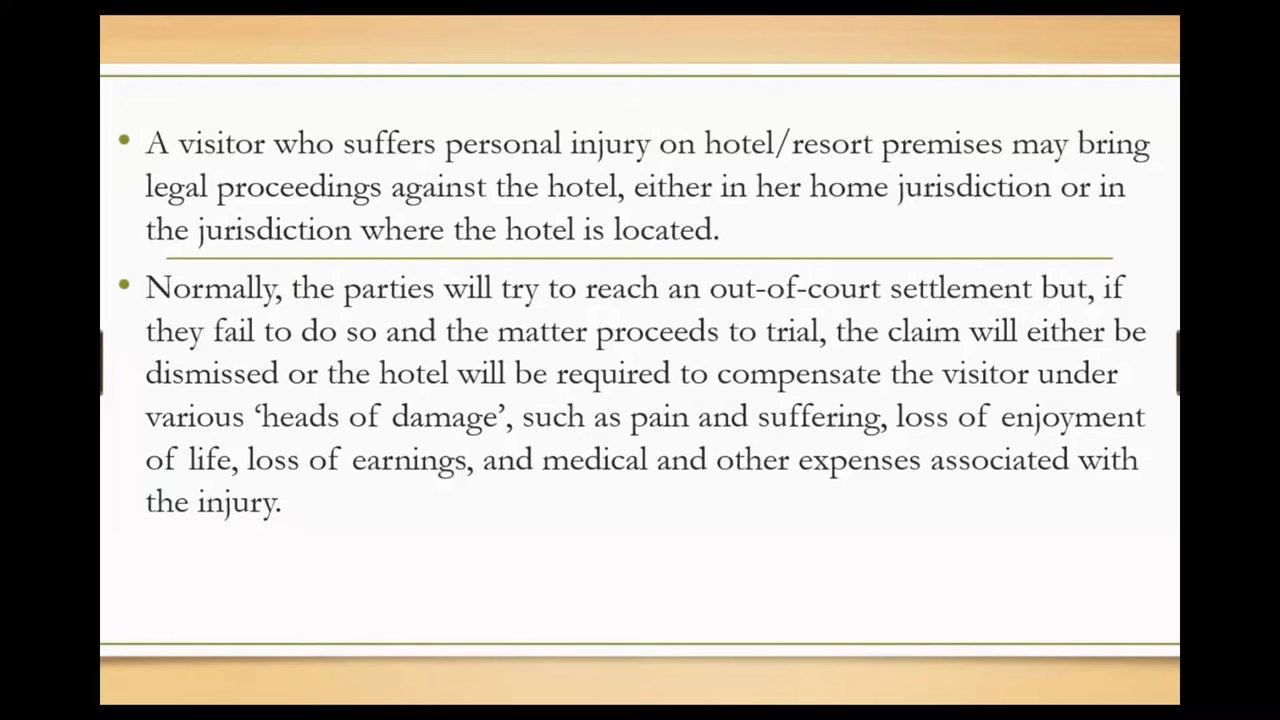 • A visitor who suffers personal injury on hotel/resort premises may bring
legal proceedings against the hotel, either in her home jurisdiction or in
the jurisdiction where the hotel is located.
• Normally, the parties will try to reach an out-of-court settlement but, if
they fail to do so and the matter proceeds to trial, the claim will either be
dismissed or the hotel will be required to compensate the visitor under
various ‘heads of damage’, such as pain and suffering, loss of enjoyment
of life, loss of earnings, and medical and other expenses associated with
the injury.